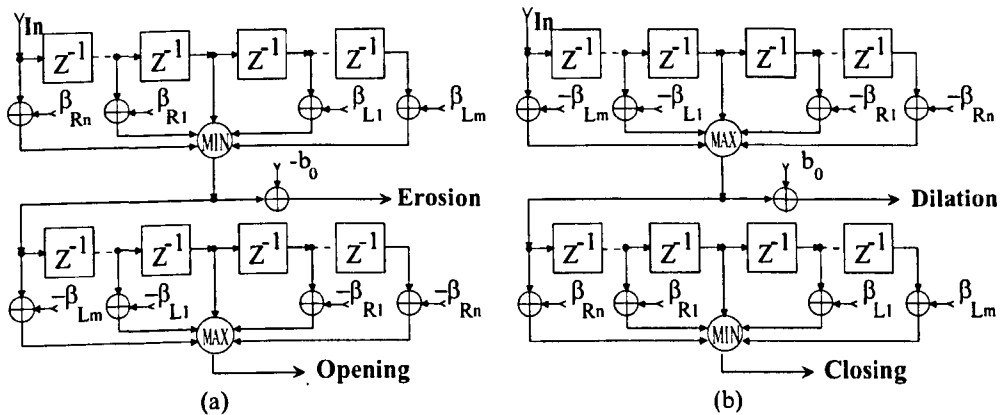 In
In
Z⁻¹ Z⁻¹ Z⁻¹ Z⁻¹
Z⁻¹ Z⁻¹ Z⁻¹ Z⁻¹
β_Rn β_R1 β_L1 β_Lm
-β_Lm -β_L1 -β_R1 -β_Rn
MIN
MAX
-b₀
b₀
Erosion
Dilation
Z⁻¹ Z⁻¹ Z⁻¹ Z⁻¹
Z⁻¹ Z⁻¹ Z⁻¹ Z⁻¹
-β_Lm -β_L1 -β_R1 -β_Rn
β_Rn β_R1 β_L1 β_Lm
MAX
MIN
Opening
Closing
(a)
(b)